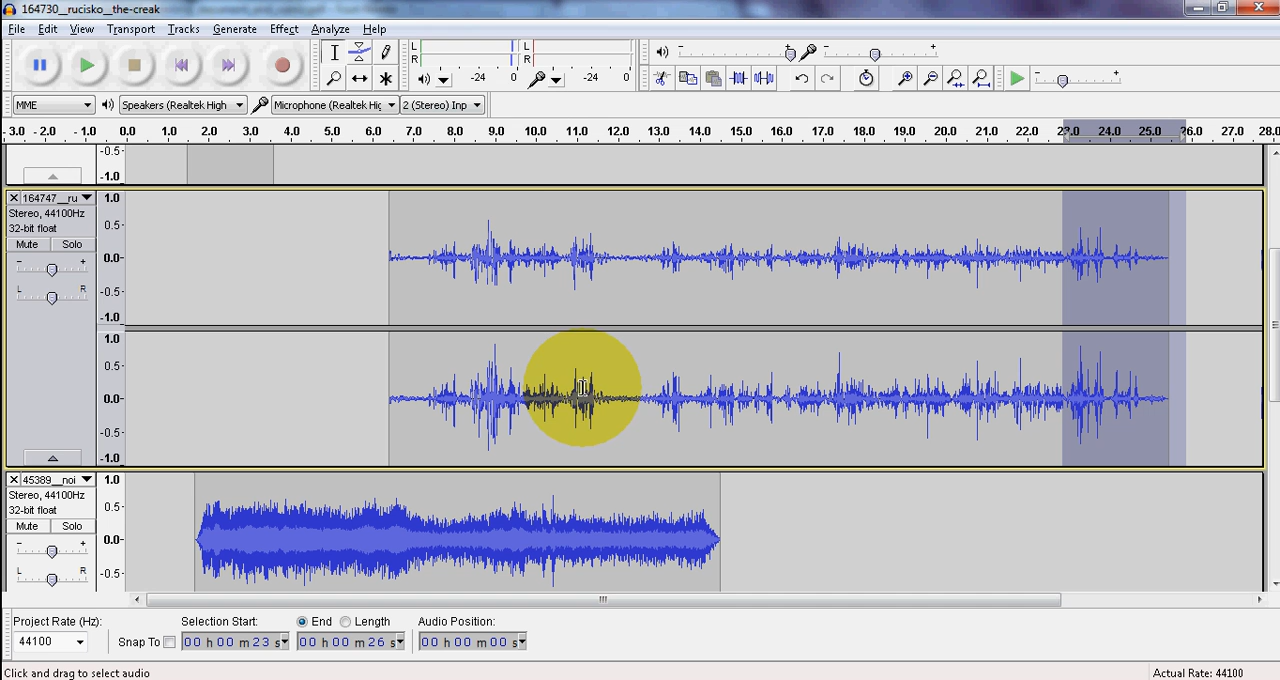 164730__rucisko__the-creak
File Edit View Transport Tracks Generate Effect Analyze Help
L R -24 0 L R -24 0
MME Speakers (Realtek High Microphone (Realtek Hig 2 (Stereo) Inp
- 3.0 - 2.0 - 1.0 0.0 1.0 2.0 3.0 4.0 5.0 6.0 7.0 8.0 9.0 10.0 11.0 12.0 13.0 14.0 15.0 16.0 17.0 18.0 19.0 20.0 21.0 22.0 23.0 24.0 25.0 26.0 27.0 28.0
-0.5
-1.0
164747__ru 1.0
Stereo, 44100Hz 0.5
32-bit float
Mute Solo 0.0
- +
L R -0.5
-1.0
1.0
0.5
0.0
-0.5
-1.0
45389__noi 1.0
Stereo, 44100Hz 0.5
32-bit float
Mute Solo 0.0
- +
L R -0.5
Project Rate (Hz): Selection Start: End Length Audio Position:
44100 Snap To 00 h 00 m 23 s 00 h 00 m 26 s 00 h 00 m 00 s
Click and drag to select audio Actual Rate: 44100